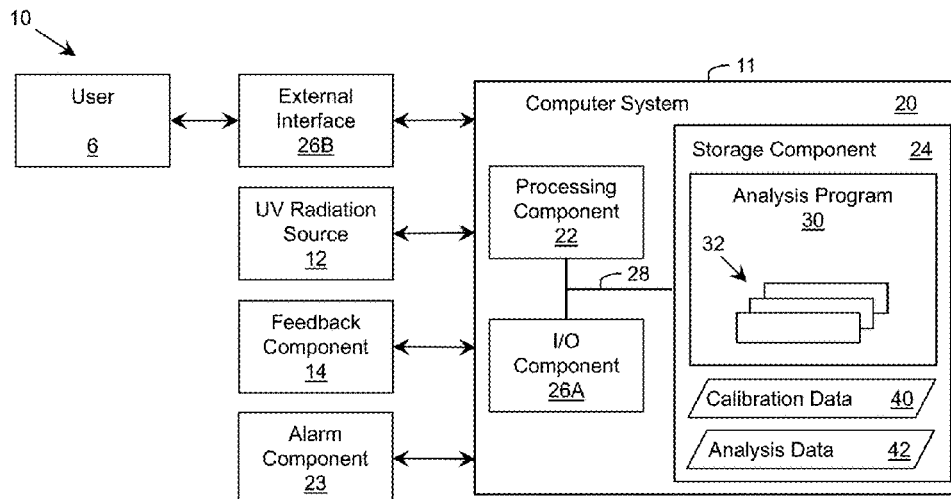 10
User
6
External
Interface
26B
UV Radiation
Source
12
Feedback
Component
14
Alarm
Component
23
11
Computer System
20
Processing
Component
22
28
I/O
Component
26A
Storage Component
24
Analysis Program
30
32
Calibration Data
40
Analysis Data
42